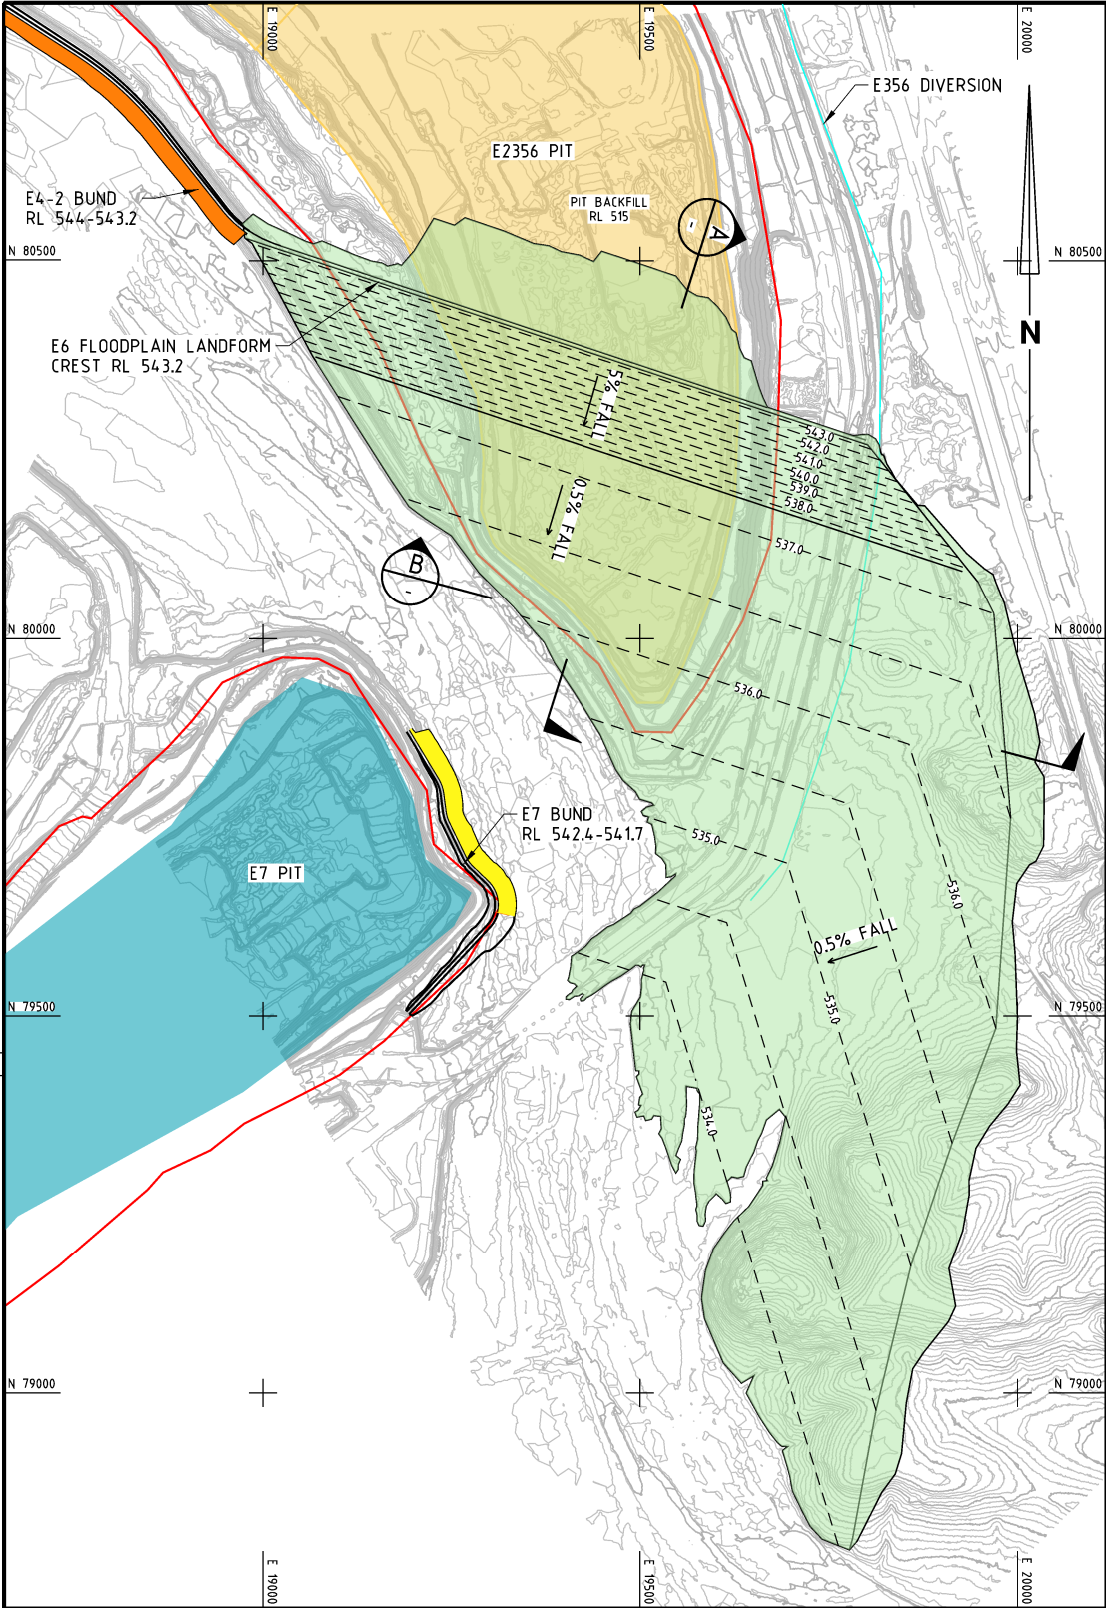 E 19000
E 19500
E 20000
E356 DIVERSION
E2356 PIT
E4-2 BUND
RL 544-543.2
PIT BACKFILL
RL 515
A
-
N 80500
N 80500
N
E6 FLOODPLAIN LANDFORM
CREST RL 543.2
5% FALL
543.0
542.0
541.0
540.0
539.0
538.0
0.5% FALL
537.0
B
-
N 80000
N 80000
536.0
E7 BUND
RL 542.4-541.7
535.0
E7 PIT
536.0
0.5% FALL
535.0
N 79500
N 79500
534.0
N 79000
N 79000
E 19000
E 19500
E 20000